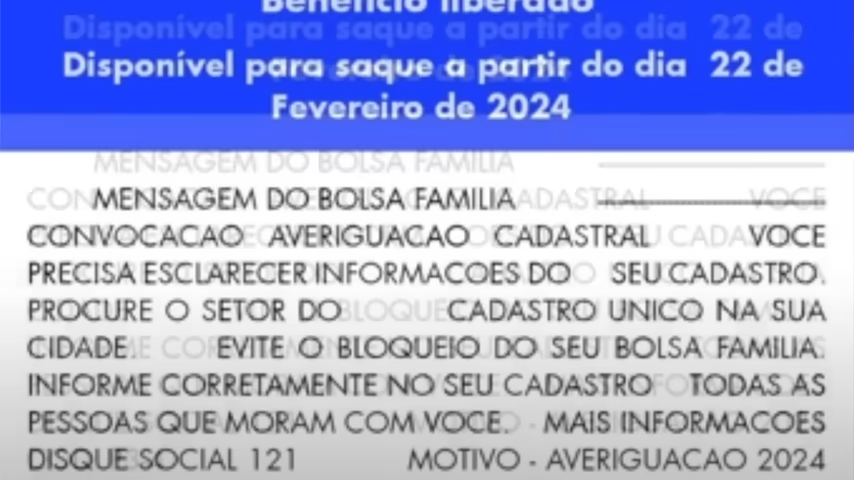 Benefício liberado
Disponível para saque a partir do dia 22 de
Fevereiro de 2024
MENSAGEM DO BOLSA FAMILIA
CONVOCACAO AVERIGUACAO CADASTRAL VOCE
PRECISA ESCLARECER INFORMACOES DO SEU CADASTRO.
PROCURE O SETOR DO CADASTRO UNICO NA SUA
CIDADE. EVITE O BLOQUEIO DO SEU BOLSA FAMILIA.
INFORME CORRETAMENTE NO SEU CADASTRO TODAS AS
PESSOAS QUE MORAM COM VOCE. MAIS INFORMACOES
DISQUE SOCIAL 121 MOTIVO - AVERIGUACAO 2024